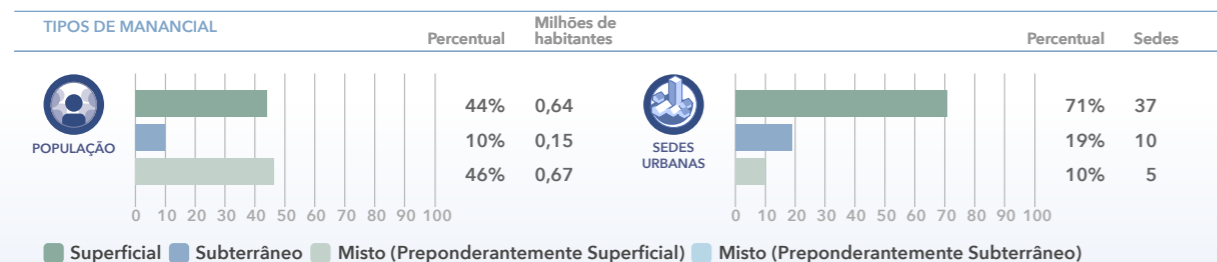 TIPOS DE MANANCIAL
Percentual
Milhões de
habitantes
Percentual
Sedes
POPULAÇÃO
44% 0,64
10% 0,15
46% 0,67
0 10 20 30 40 50 60 70 80 90 100
SEDES
URBANAS
71% 37
19% 10
10% 5
0 10 20 30 40 50 60 70 80 90 100
Superficial Subterrâneo Misto (Preponderantemente Superficial) Misto (Preponderantemente Subterrâneo)